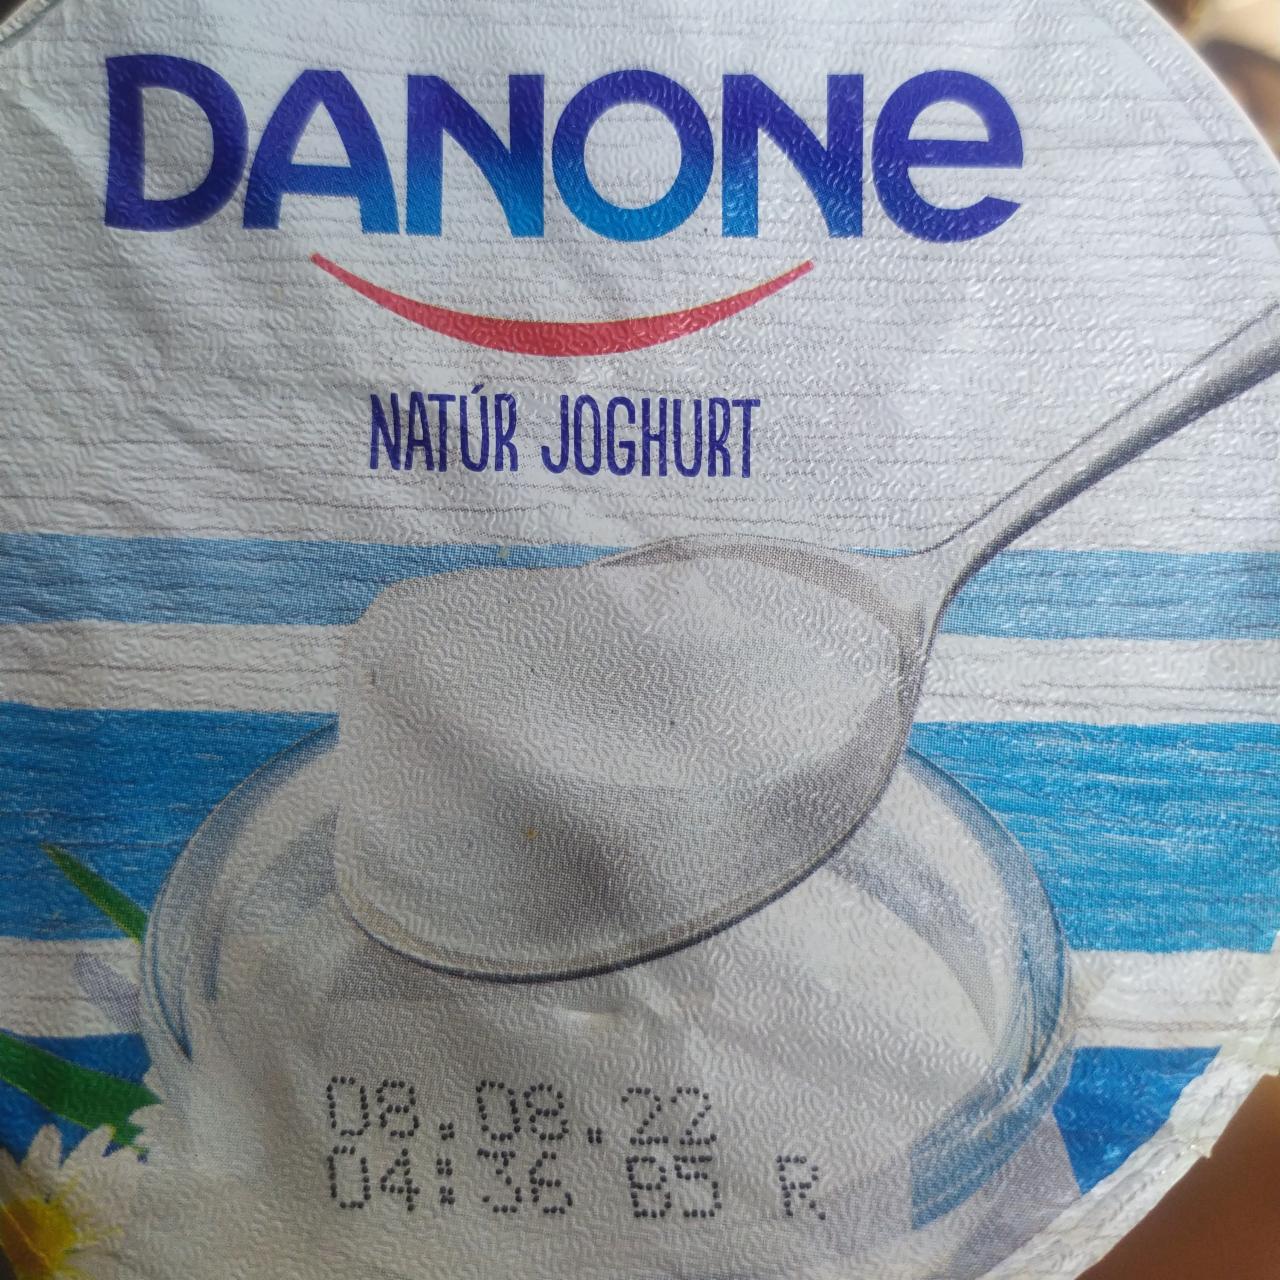 DANONE
NATÚR JOGHURT
08.08.22
04:36 B5 R